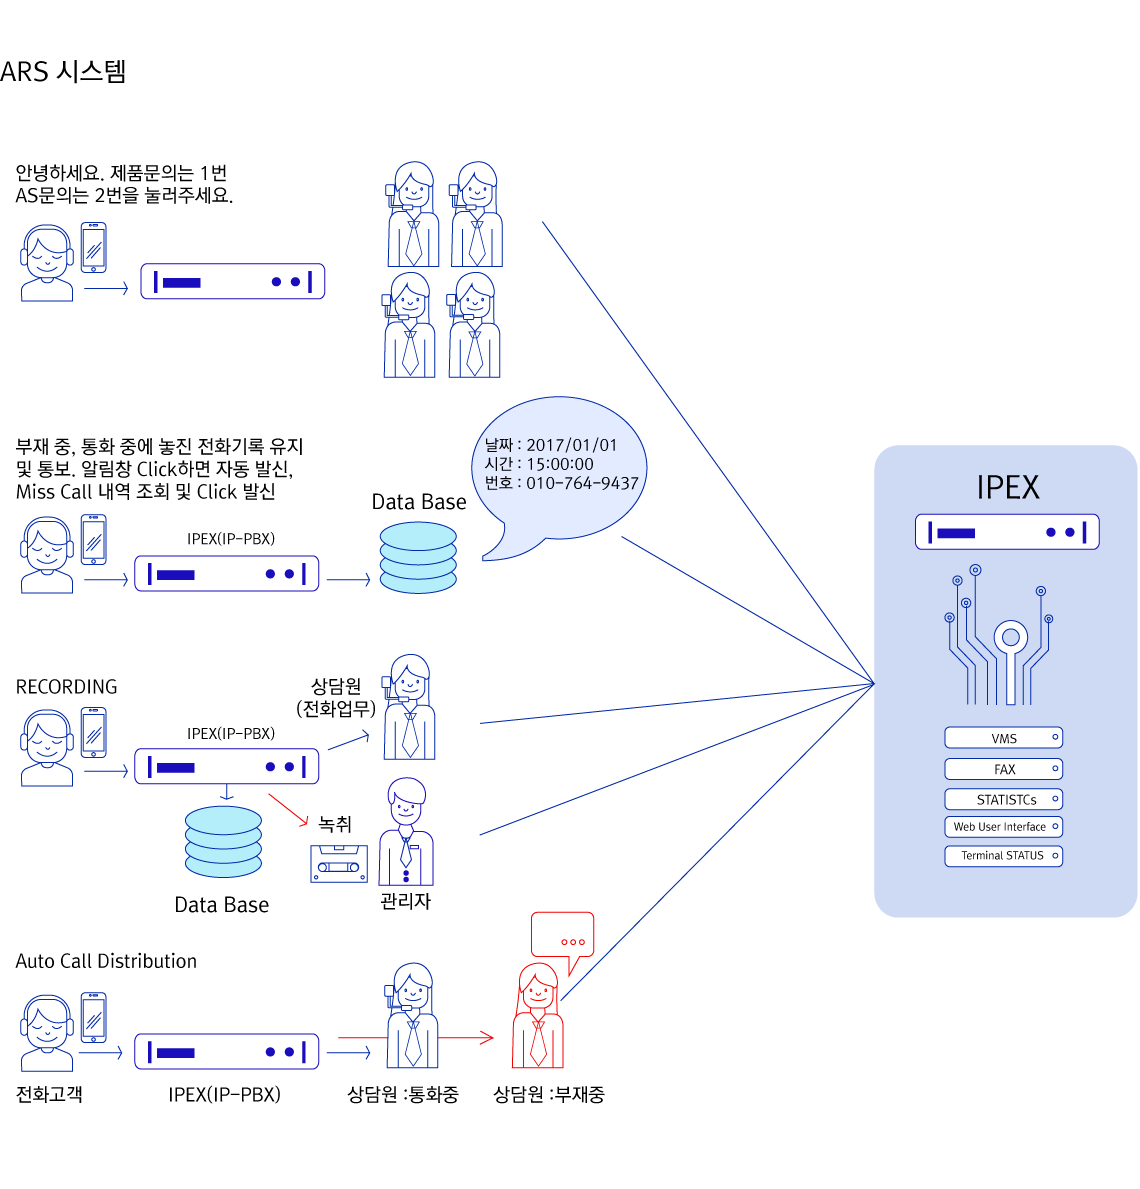 ARS 시스템
안녕하세요. 제품문의는 1번
AS문의는 2번을 눌러주세요.
부재 중, 통화 중에 놓진 전화기록 유지
및 통보. 알림창 Click하면 자동 발신,
Miss Call 내역 조회 및 Click 발신
IPEX(IP-PBX)
Data Base
날짜 : 2017/01/01
시간 : 15:00:00
번호 : 010-764-9437
RECORDING
IPEX(IP-PBX)
상담원
(전화업무)
녹취
관리자
Data Base
Auto Call Distribution
전화고객
IPEX(IP-PBX)
상담원 :통화중
상담원 :부재중
IPEX
VMS
FAX
STATISTCs
Web User Interface
Terminal STATUS